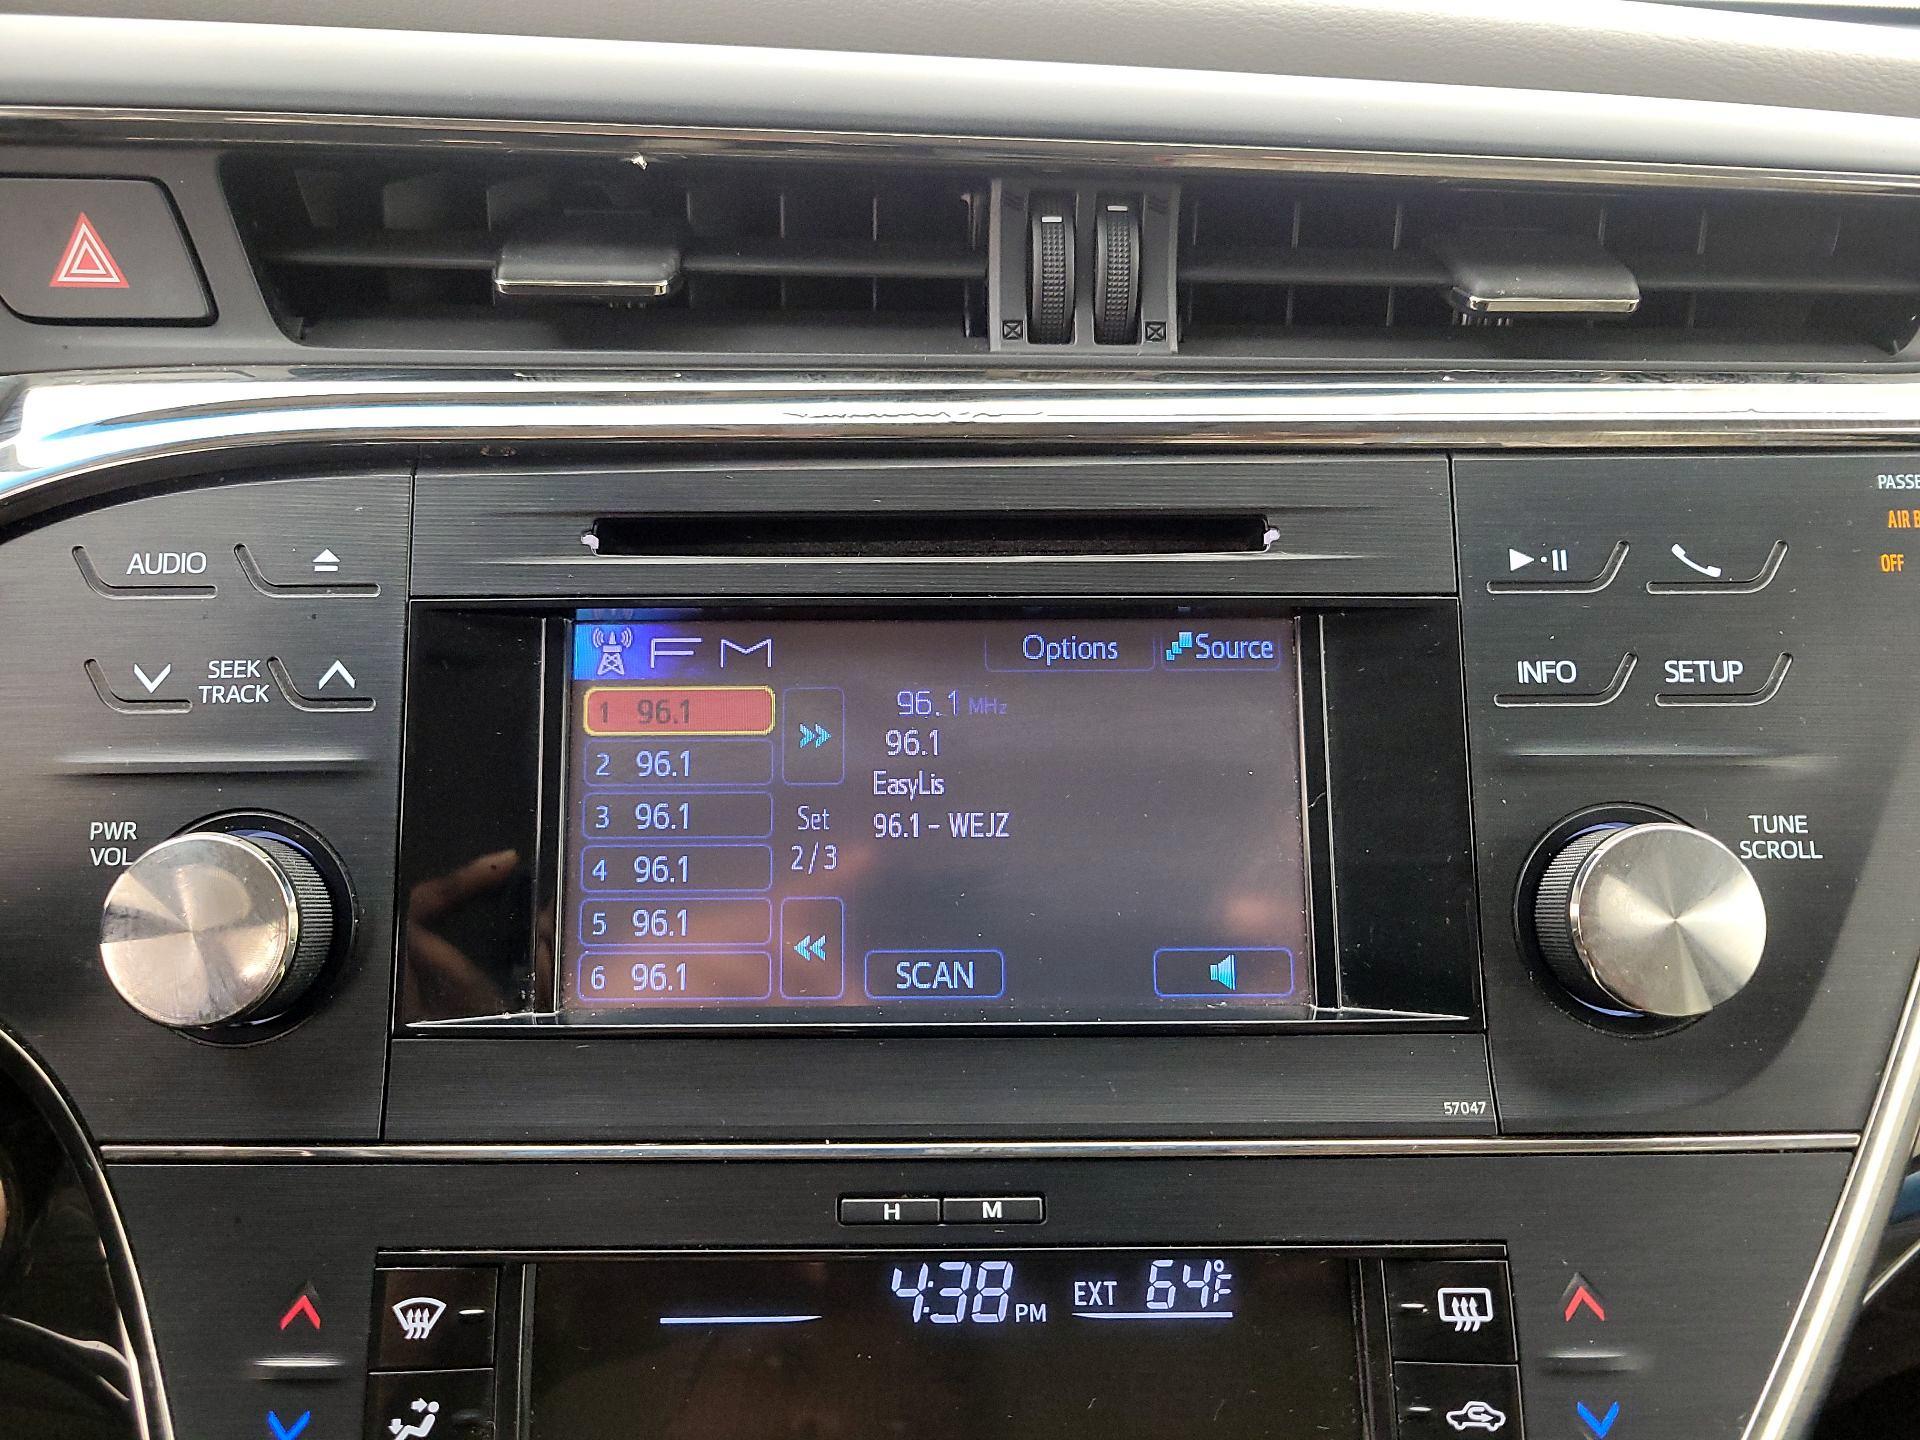 PASSE
AIR B
OFF
AUDIO
SEEK
TRACK
INFO
SETUP
PWR
VOL
TUNE
SCROLL
FM
Options
Source
1 96.1
2 96.1
3 96.1
4 96.1
5 96.1
6 96.1
Set
2/3
96.1 MHz
96.1
EasyLis
96.1 - WEJZ
SCAN
57047
H
M
4:38 PM
EXT 64°F